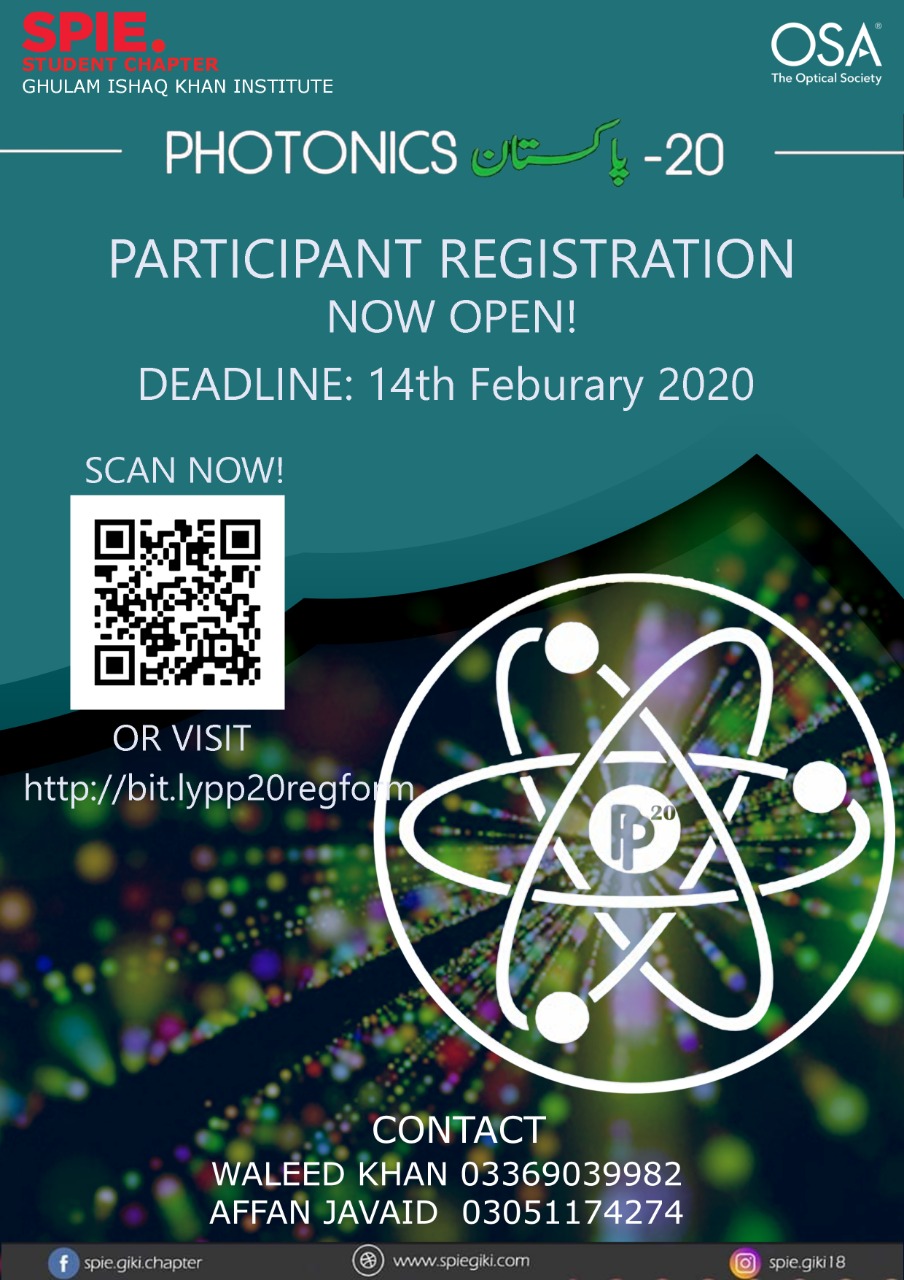 SPIE.
STUDENT CHAPTER
GHULAM ISHAQ KHAN INSTITUTE
OSA®
The Optical Society
PHOTONICS پاکستان -20
PARTICIPANT REGISTRATION
NOW OPEN!
DEADLINE: 14th Feburary 2020
SCAN NOW!
OR VISIT
http://bit.lypp20regform
PP20
CONTACT
WALEED KHAN 03369039982
AFFAN JAVAID 03051174274
spie.giki.chapter
www.spiegiki.com
spie.giki18